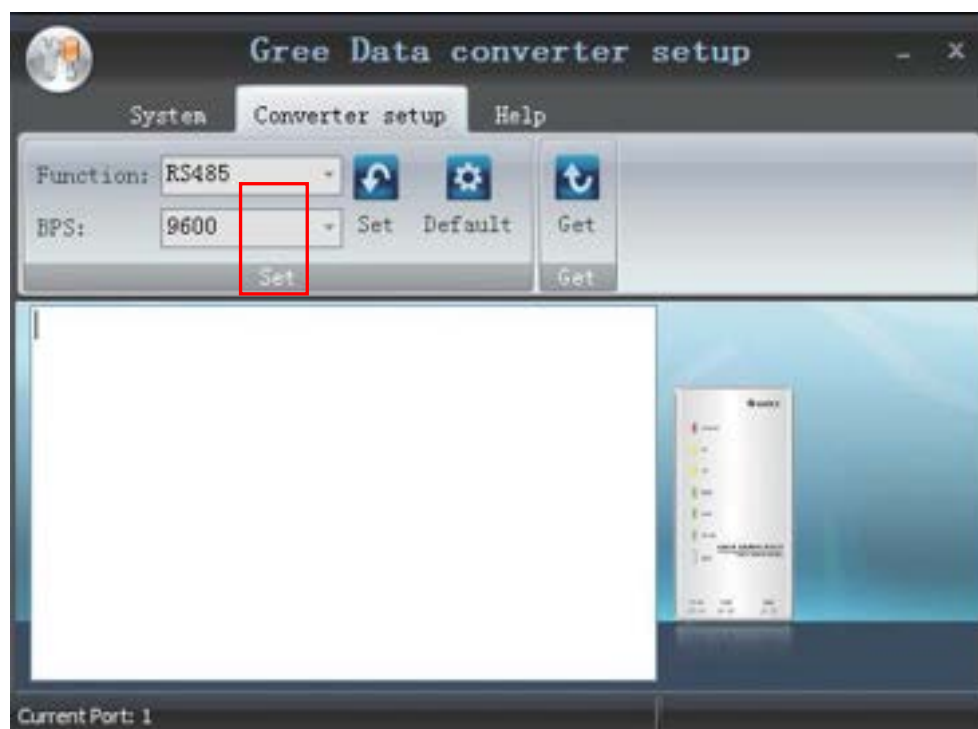 Gree Data converter setup
System Converter setup Help
Function: RS485
BPS: 9600 Set Default Get
Set Get
Current Port: 1